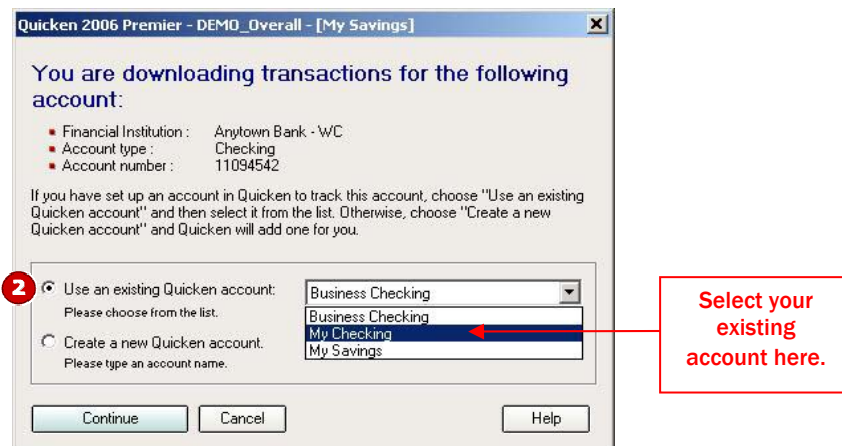 Quicken 2006 Premier - DEMO_Overall - [My Savings]
You are downloading transactions for the following
account:
Financial Institution : Anytown Bank - WC
Account type : Checking
Account number : 11094542
If you have set up an account in Quicken to track this account, choose "Use an existing
Quicken account" and then select it from the list. Otherwise, choose "Create a new
Quicken account" and Quicken will add one for you.
2
Use an existing Quicken account:
Business Checking
Please choose from the list.
Business Checking
My Checking
My Savings
Create a new Quicken account.
Please type an account name.
Select your
existing
account here.
Continue
Cancel
Help